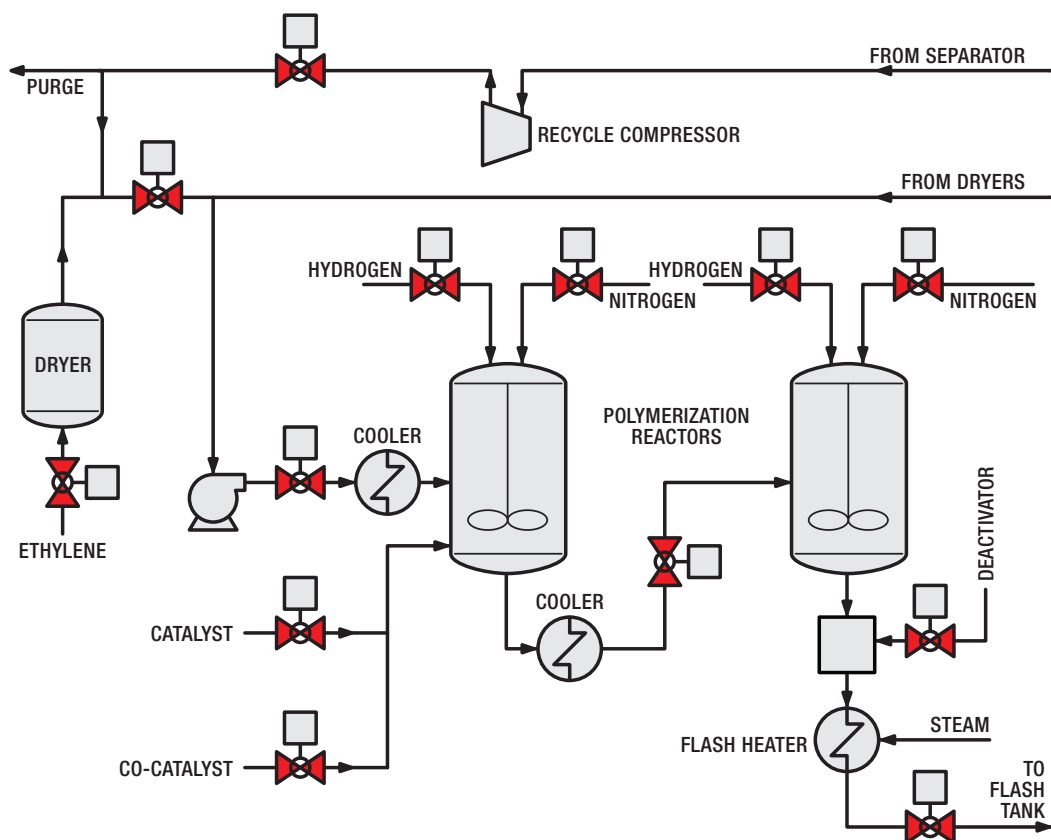 FROM SEPARATOR
PURGE
RECYCLE COMPRESSOR
FROM DRYERS
HYDROGEN
HYDROGEN
NITROGEN
NITROGEN
DRYER
POLYMERIZATION
REACTORS
COOLER
ETHYLENE
DEACTIVATOR
COOLER
CATALYST
STEAM
FLASH HEATER
CO-CATALYST
TO
FLASH
TANK